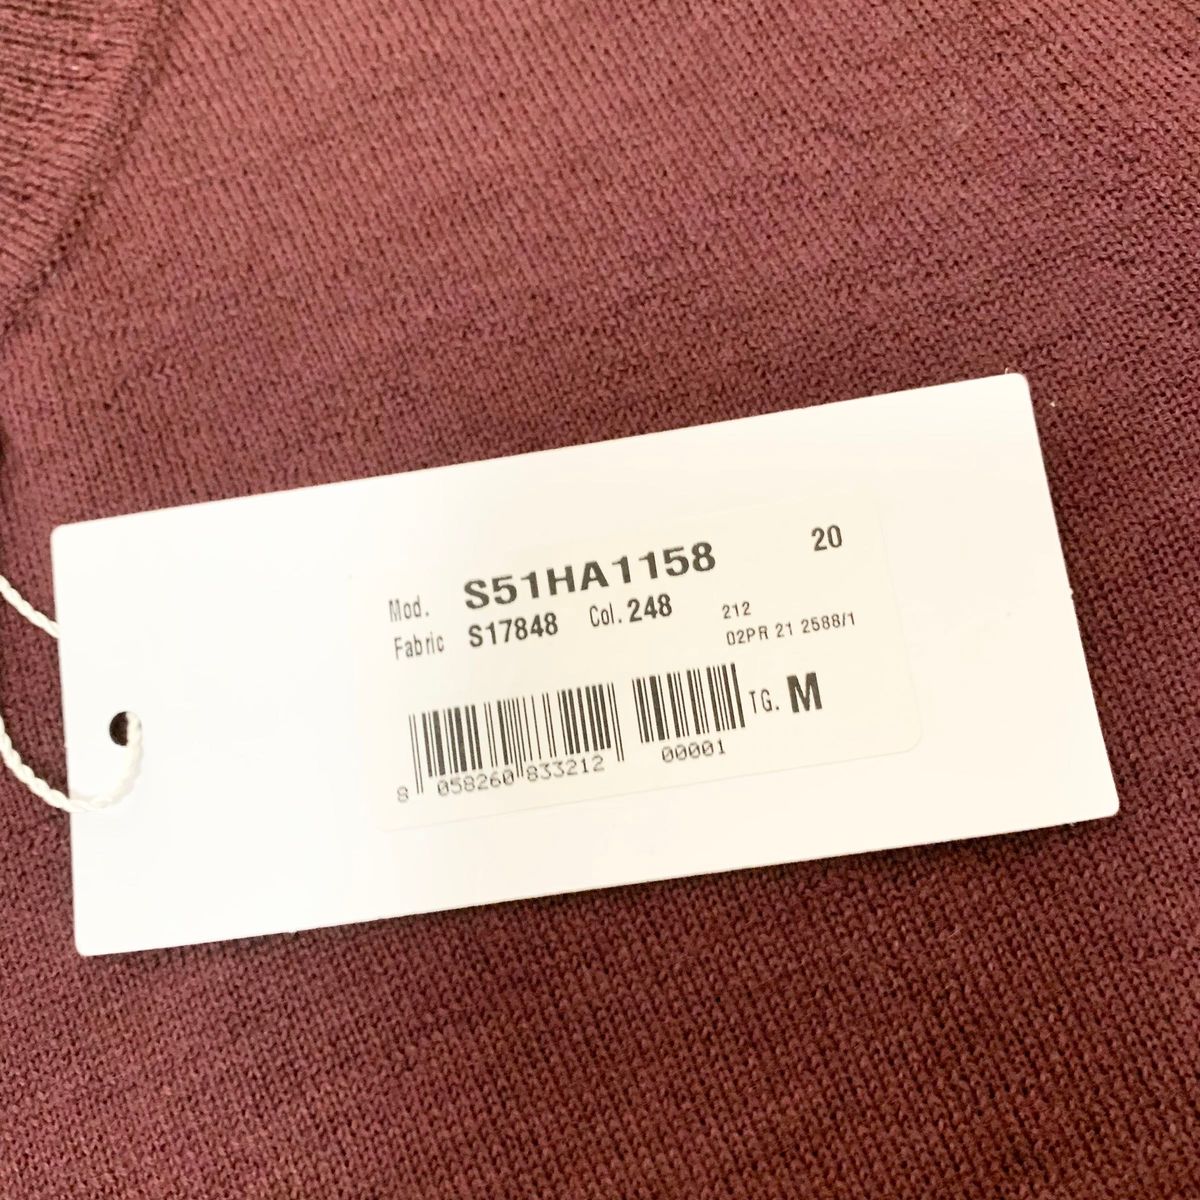 Mod. S51HA1158 20
Fabric S17848 Col. 248 212
02PR 21 2588/1
TG. M
8 058260 833212 00001